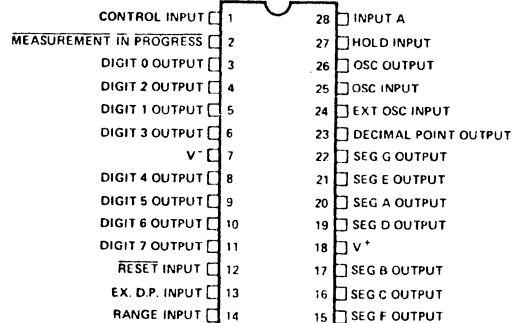 CONTROL INPUT 1 28 INPUT A
MEASUREMENT IN PROGRESS 2 27 HOLD INPUT
DIGIT 0 OUTPUT 3 26 OSC OUTPUT
DIGIT 2 OUTPUT 4 25 OSC INPUT
DIGIT 1 OUTPUT 5 24 EXT OSC INPUT
DIGIT 3 OUTPUT 6 23 DECIMAL POINT OUTPUT
V- 7 22 SEG G OUTPUT
DIGIT 4 OUTPUT 8 21 SEG E OUTPUT
DIGIT 5 OUTPUT 9 20 SEG A OUTPUT
DIGIT 6 OUTPUT 10 19 SEG D OUTPUT
DIGIT 7 OUTPUT 11 18 V+
RESET INPUT 12 17 SEG B OUTPUT
EX. D.P. INPUT 13 16 SEG C OUTPUT
RANGE INPUT 14 15 SEG F OUTPUT